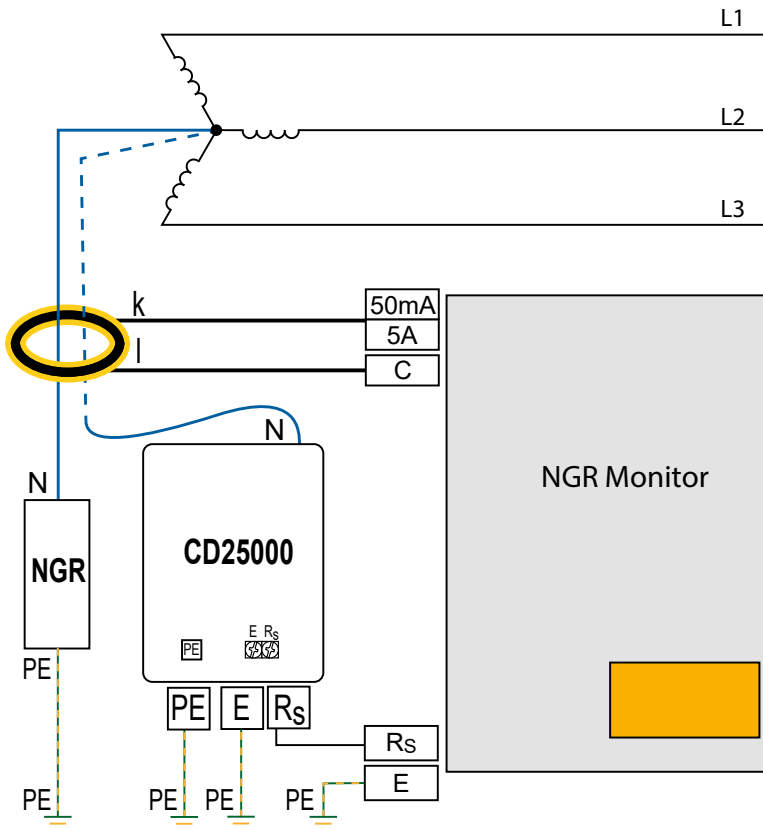 L1
L2
L3
k
50mA
5A
l
C
N
N
NGR Monitor
CD25000
NGR
E Rs
PE
PE
PE
E
Rs
Rs
E
PE
PE
PE
PE